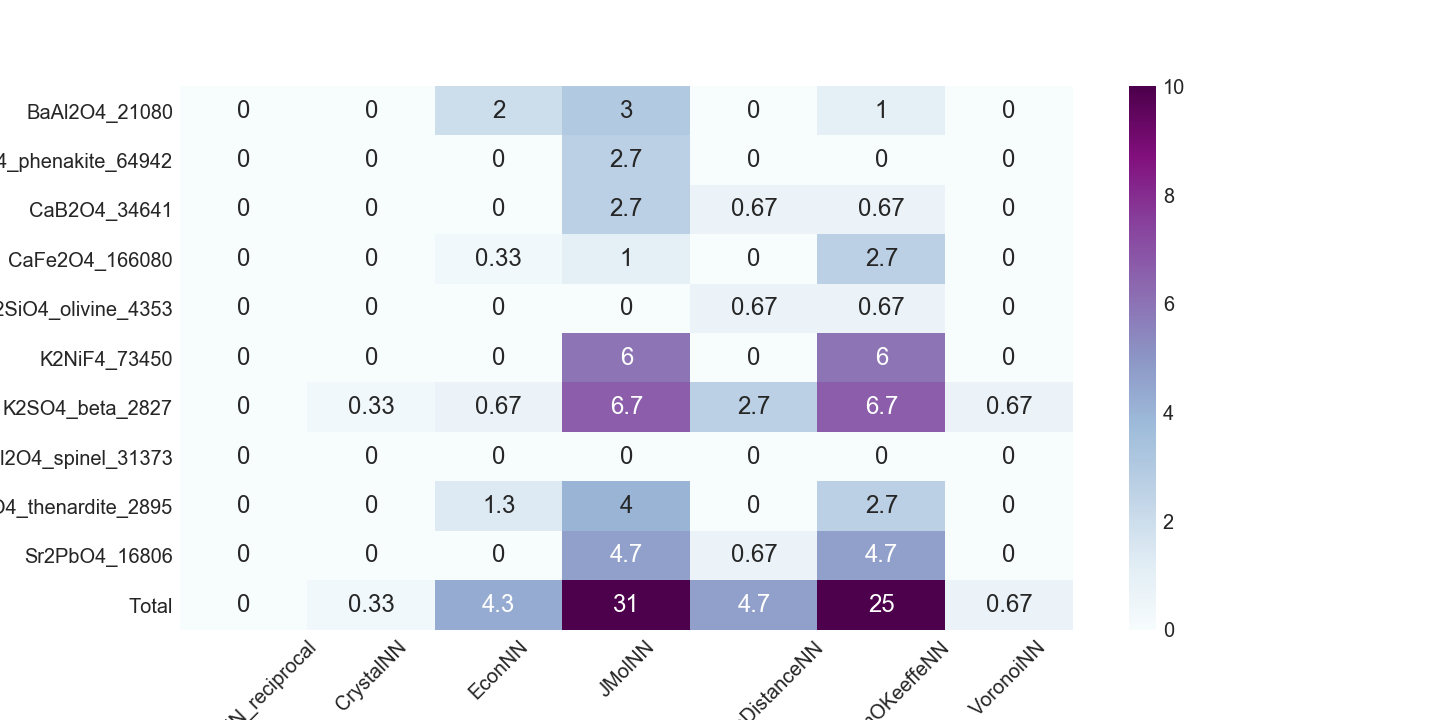 BaAl2O4_21080 0 0 2 3 0 1 0
4_phenakite_64942 0 0 0 2.7 0 0 0
CaB2O4_34641 0 0 0 2.7 0.67 0.67 0
CaFe2O4_166080 0 0 0.33 1 0 2.7 0
2SiO4_olivine_4353 0 0 0 0 0.67 0.67 0
K2NiF4_73450 0 0 0 6 0 6 0
K2SO4_beta_2827 0 0.33 0.67 6.7 2.7 6.7 0.67
l2O4_spinel_31373 0 0 0 0 0 0 0
O4_thenardite_2895 0 0 1.3 4 0 2.7 0
Sr2PbO4_16806 0 0 0 4.7 0.67 4.7 0
Total 0 0.33 4.3 31 4.7 25 0.67
N_reciprocal CrystalNN EconNN JMolNN DistanceNN OKeeffeNN VoronoiNN
10
8
6
4
2
0